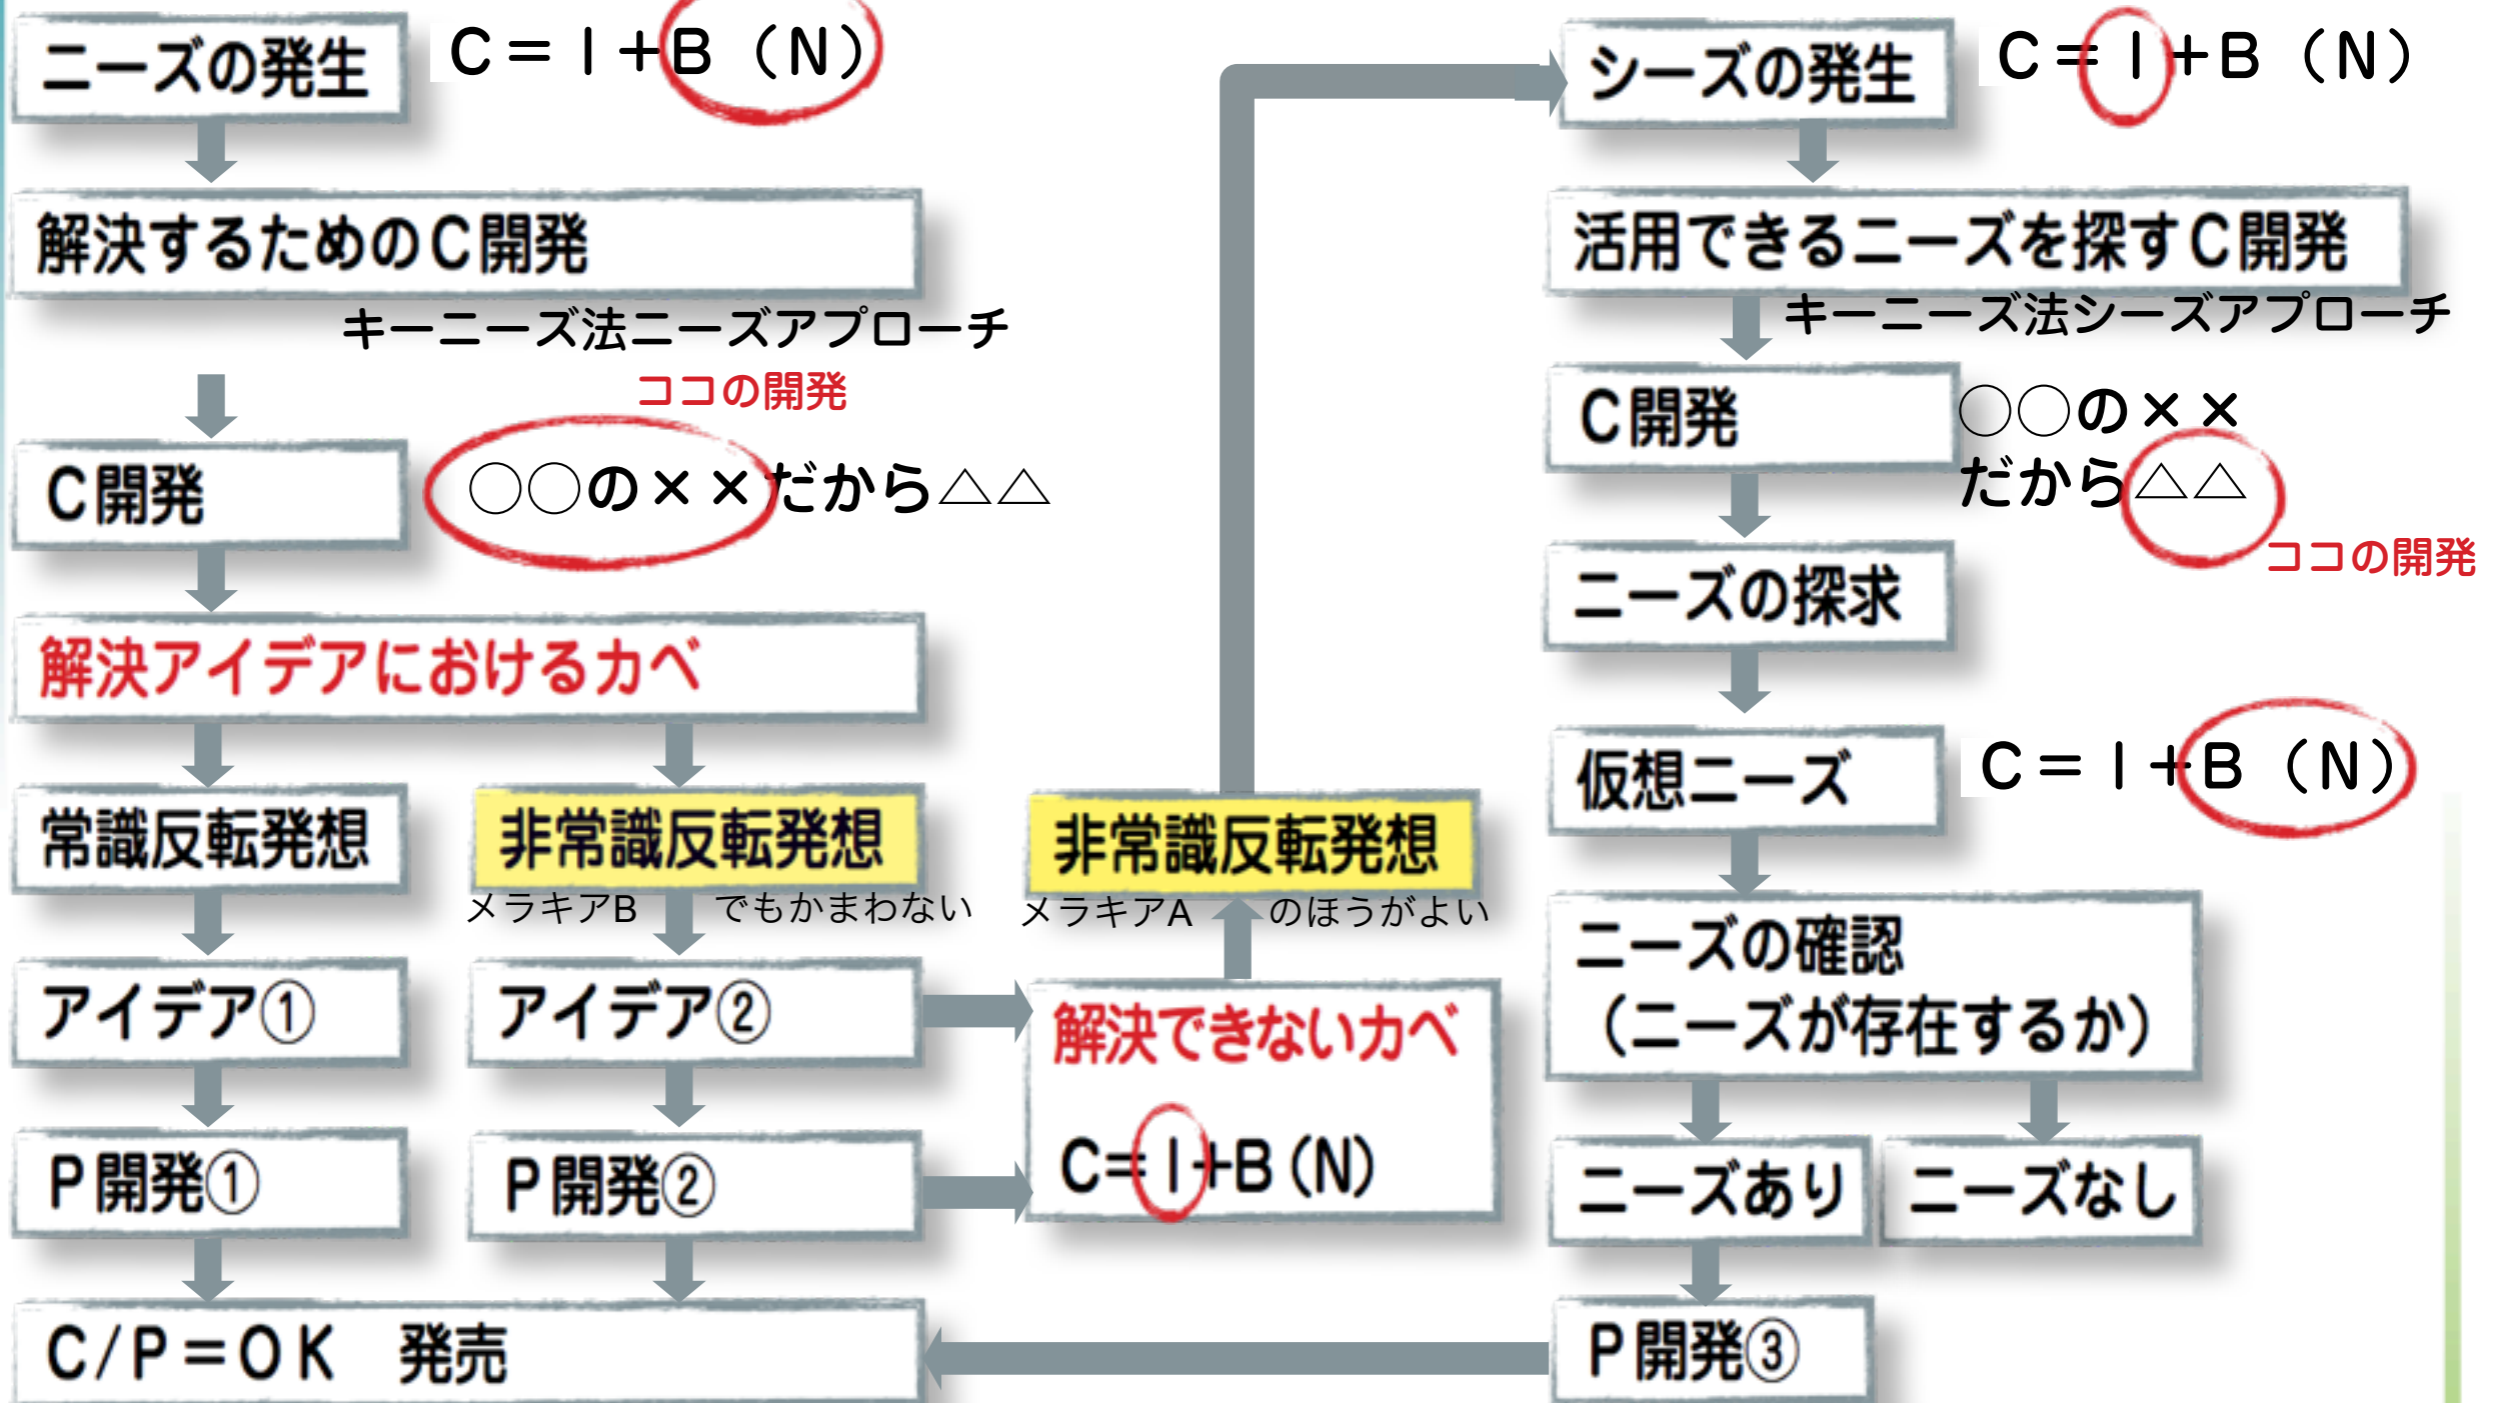 ニーズの発生
C＝I＋B（N）
解決するためのC開発
キーニーズ法ニーズアプローチ
ココの開発
C開発
○○の××だから△△
解決アイデアにおけるカベ
常識反転発想
非常識反転発想
メラキアB
でもかまわない
アイデア①
アイデア②
P開発①
P開発②
C/P＝OK　発売
非常識反転発想
メラキアA
のほうがよい
解決できないカベ
C=I+B(N)
シーズの発生
C＝I＋B（N）
活用できるニーズを探すC開発
キーニーズ法シーズアプローチ
C開発
○○の××
だから△△
ココの開発
ニーズの探求
仮想ニーズ
C＝I＋B（N）
ニーズの確認
（ニーズが存在するか）
ニーズあり
ニーズなし
P開発③